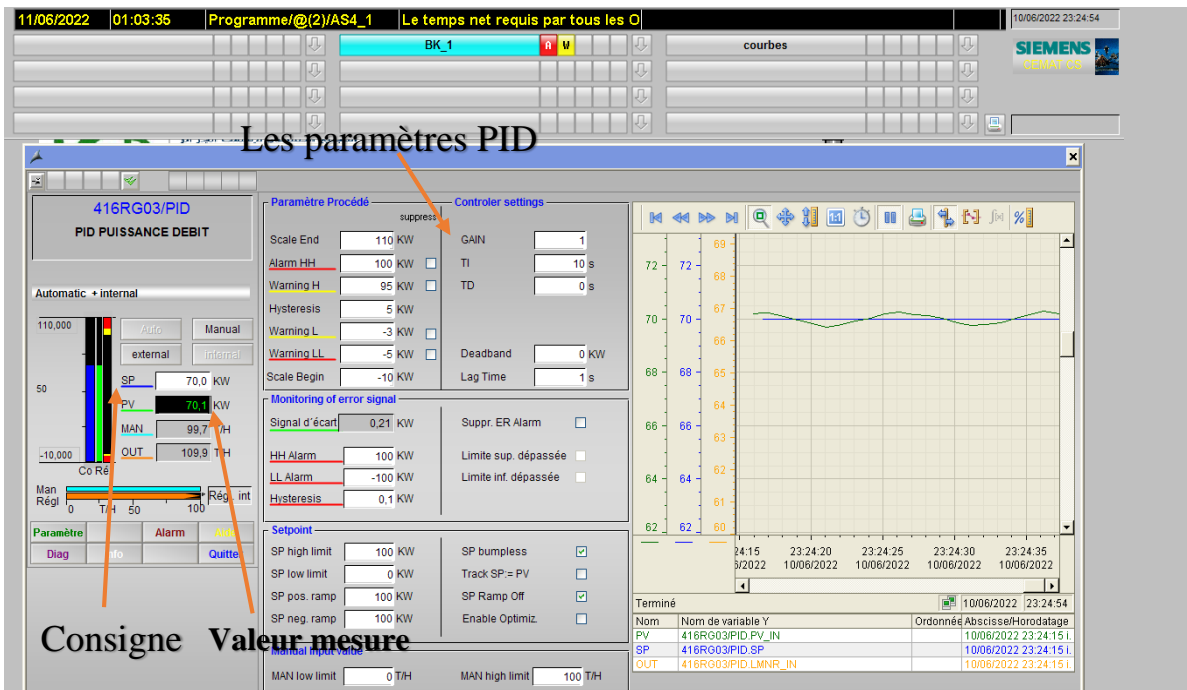 11/06/2022 01:03:35 Programme/@(2)/AS4_1 Le temps net requis par tous les O
10/06/2022 23:24:54
BK_1 A W courbes
SIEMENS
CEMAT CS
Les paramètres PID
416RG03/PID
PID PUISSANCE DEBIT
Automatic + internal
110,000
50
-10,000
Auto Manual
external internal
SP 70,0 KW
PV 70,1 KW
MAN 99,7 T/H
OUT 109,9 T/H
Co Ré
Man
Régl
0 T/H 50 100
Régl. int
Paramètre Alarm
Diag Info Quitter
Paramètre Procédé
suppress
Scale End 110 KW
Alarm HH 100 KW
Warning H 95 KW
Hysteresis 5 KW
Warning L -3 KW
Warning LL -5 KW
Scale Begin -10 KW
Controler settings
GAIN 1
TI 10 s
TD 0 s
Deadband 0 KW
Lag Time 1 s
Monitoring of error signal
Signal d´écart 0,21 KW
HH Alarm 100 KW
LL Alarm -100 KW
Hysteresis 0,1 KW
Suppr. ER Alarm
Limite sup. dépassée
Limite inf. dépassée
Setpoint
SP high limit 100 KW
SP low limit 0 KW
SP pos. ramp 100 KW
SP neg. ramp 100 KW
SP bumpless
Track SP:= PV
SP Ramp Off
Enable Optimiz.
Manual input value
MAN low limit 0 T/H
MAN high limit 100 T/H
Consigne Valeur mesure
1:1 %
69
72 72
68
67
70 70
66
68 68
65
64
66 66
63
64 64
62
61
62 62 60
24:15 23:24:20 23:24:25 23:24:30 23:24:35
6/2022 10/06/2022 10/06/2022 10/06/2022 10/06/2022
Terminé 10/06/2022 23:24:54
Nom Nom de variable Y Ordonnée Abscisse/Horodatage
PV 416RG03/PID.PV_IN 10/06/2022 23:24:15 i.
SP 416RG03/PID.SP 10/06/2022 23:24:15 i.
OUT 416RG03/PID.LMNR_IN 10/06/2022 23:24:15 i.